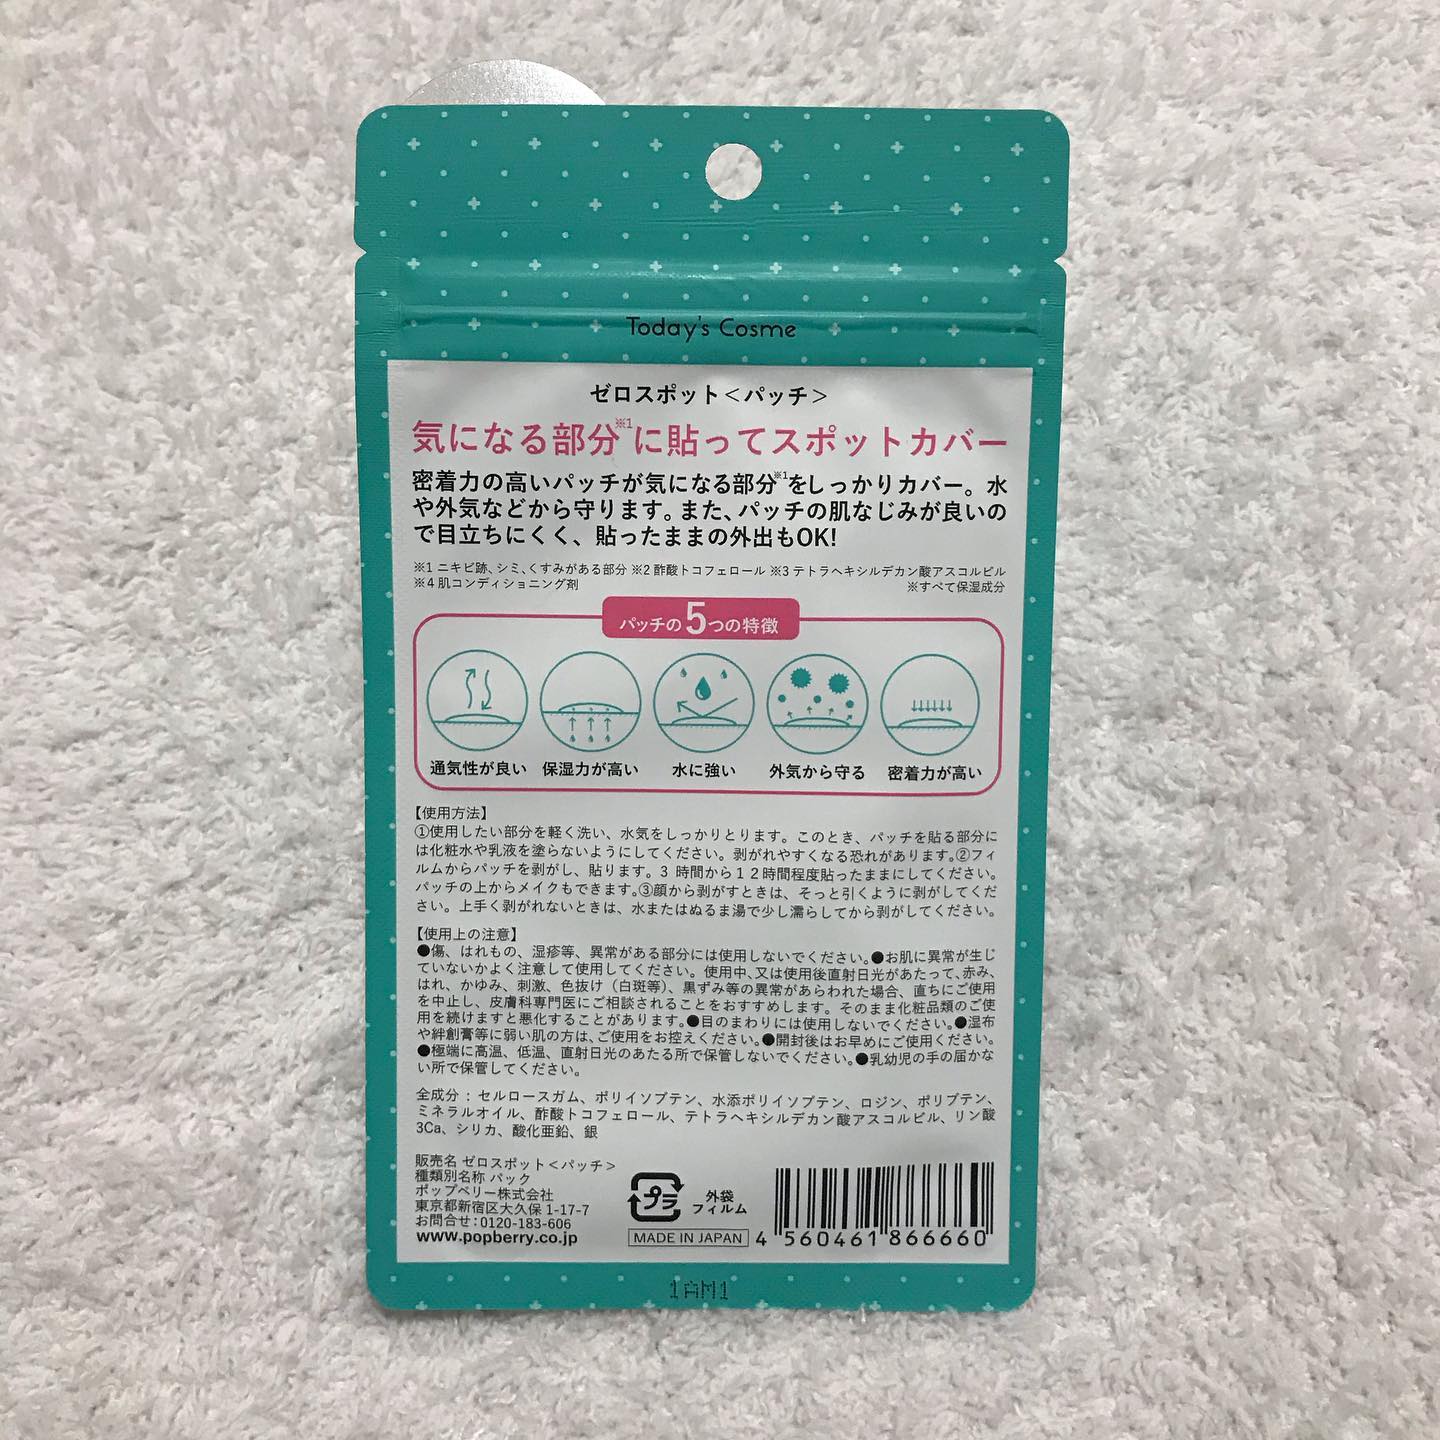 Today's Cosme
ゼロスポット＜パッチ＞
気になる部分※1に貼ってスポットカバー
密着力の高いパッチが気になる部分※1をしっかりカバー。水
や外気などから守ります。また、パッチの肌なじみが良いの
で目立ちにくく、貼ったままの外出もOK!
※1 ニキビ跡、シミ、くすみがある部分 ※2 酢酸トコフェロール ※3 テトラヘキシルデカン酸アスコルビル
※4 肌コンディショニング剤 ※すべて保湿成分
パッチの5つの特徴
通気性が良い 保湿力が高い 水に強い 外気から守る 密着力が高い
【使用方法】
①使用したい部分を軽く洗い、水気をしっかりとります。このとき、パッチを貼る部分に
は化粧水や乳液を塗らないようにしてください。剥がれやすくなる恐れがあります。②フィ
ルムからパッチを剥がし、貼ります。3 時間から12時間程度貼ったままにしてください。
パッチの上からメイクもできます。③顔から剥がすときは、そっと引くように剥がしてくだ
さい。上手く剥がれないときは、水またはぬるま湯で少し濡らしてから剥がしてください。
【使用上の注意】
●傷、はれもの、湿疹等、異常がある部分には使用しないでください。●お肌に異常が生じ
ていないかよく注意して使用してください。使用中、又は使用後直射日光があたって、赤み、
はれ、かゆみ、刺激、色抜け（白斑等）、黒ずみ等の異常があらわれた場合、直ちにご使用
を中止し、皮膚科専門医にご相談されることをおすすめします。そのまま化粧品類のご使
用を続けますと悪化することがあります。●目のまわりには使用しないでください。●湿布
や絆創膏等に弱い肌の方は、ご使用をお控えください。●開封後はお早めにご使用ください。
●極端に高温、低温、直射日光のあたる所で保管しないでください。●乳幼児の手の届かな
い所で保管してください。
全成分：セルロースガム、ポリイソブテン、水添ポリイソブテン、ロジン、ポリブテン、
ミネラルオイル、酢酸トコフェロール、テトラヘキシルデカン酸アスコルビル、リン酸
3Ca、シリカ、酸化亜鉛、銀
販売名 ゼロスポット＜パッチ＞
種類別名称 パック
ポップベリー株式会社
東京都新宿区大久保 1-17-7
お問合せ：0120-183-606
www.popberry.co.jp
プラ
外袋
フィルム
MADE IN JAPAN
4 560461 866660
1AM1